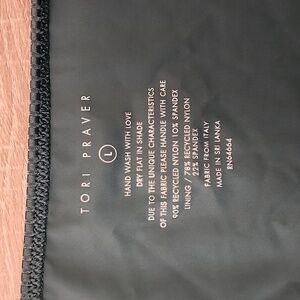 TORI PRAVER
L
HAND WASH WITH LOVE
DRY FLAT IN SHADE
DUE TO THE UNIQUE CHARACTERISTICS
OF THIS FABRIC PLEASE HANDLE WITH CARE
90% RECYCLED NYLON 10% SPANDEX
LINING / 78% RECYCLED NYLON
22% SPANDEX
FABRIC FROM ITALY
MADE IN SRI LANKA
RN64664